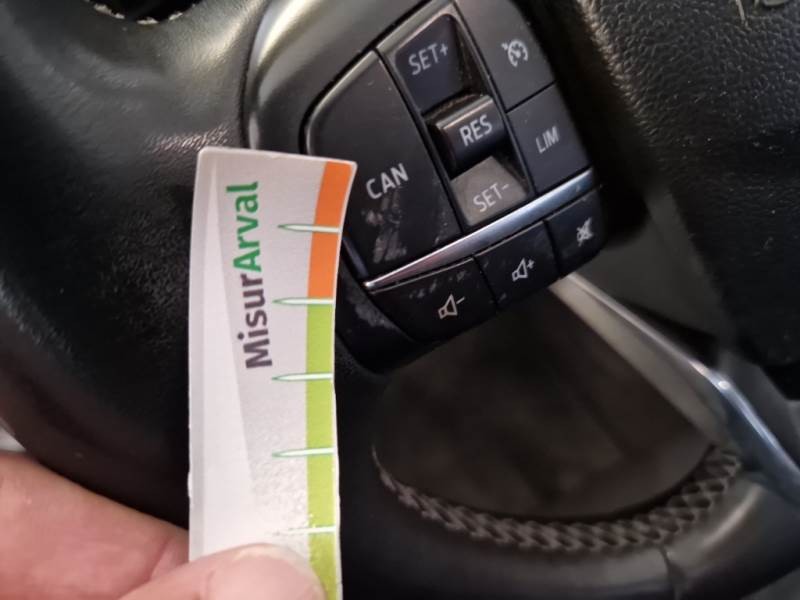 SET+
RES
LIM
CAN
SET-
MisurArval
-
+